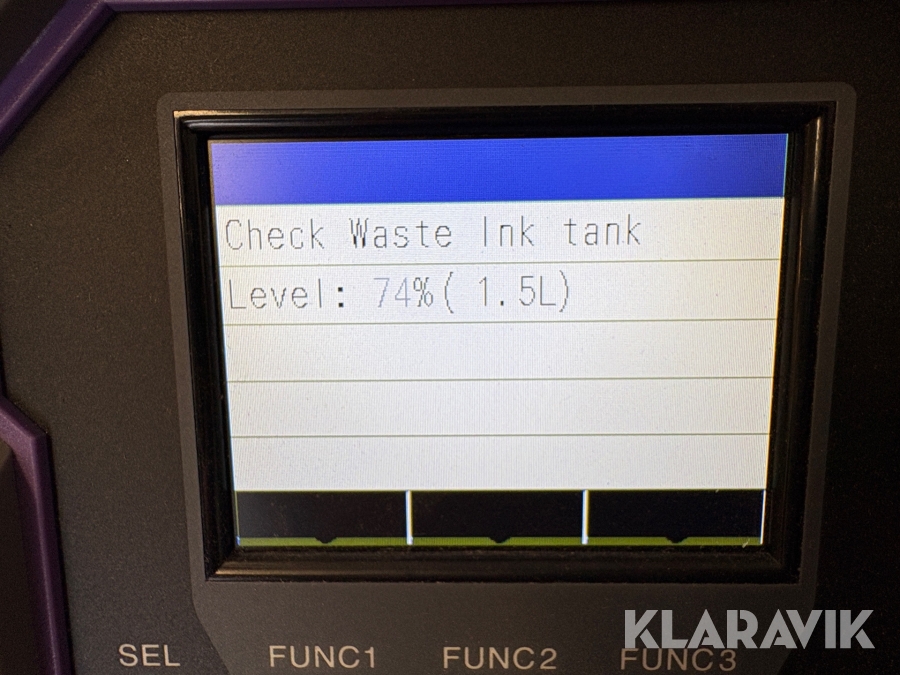 Check Waste Ink tank
Level: 74%( 1.5L)
KLARAVIK
SEL FUNC1 FUNC2 FUNC3